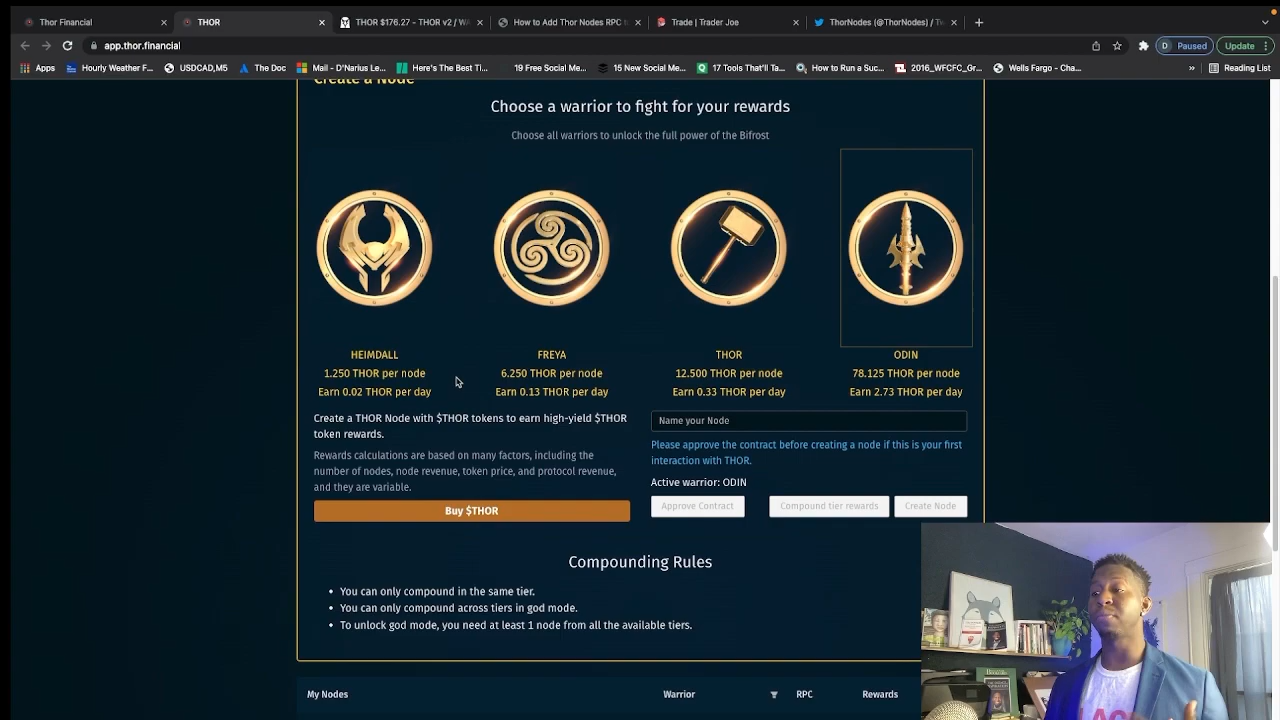 Thor Financial
THOR
THOR $176.27 - THOR v2 / WA
How to Add Thor Nodes RPC t
Trade | Trader Joe
ThorNodes (@ThorNodes) / Tw
app.thor.financial
D Paused
Update
Apps
Hourly Weather F...
USDCAD,M5
The Doc
Mail - D'Narius Le...
Here's The Best Ti...
19 Free Social Me...
15 New Social Me...
17 Tools That'll Ta...
How to Run a Suc...
2016_WFCFC_Gr...
Wells Fargo - Cha...
»
Reading List
Create a Node
Choose a warrior to fight for your rewards
Choose all warriors to unlock the full power of the Bifrost
HEIMDALL
1.250 THOR per node
Earn 0.02 THOR per day
FREYA
6.250 THOR per node
Earn 0.13 THOR per day
THOR
12.500 THOR per node
Earn 0.33 THOR per day
ODIN
78.125 THOR per node
Earn 2.73 THOR per day
Create a THOR Node with $THOR tokens to earn high-yield $THOR
token rewards.
Rewards calculations are based on many factors, including the
number of nodes, node revenue, token price, and protocol revenue,
and they are variable.
Buy $THOR
Name your Node
Please approve the contract before creating a node if this is your first
interaction with THOR.
Active warrior: ODIN
Approve Contract
Compound tier rewards
Create Node
Compounding Rules
• You can only compound in the same tier.
• You can only compound across tiers in god mode.
• To unlock god mode, you need at least 1 node from all the available tiers.
My Nodes
Warrior
RPC
Rewards